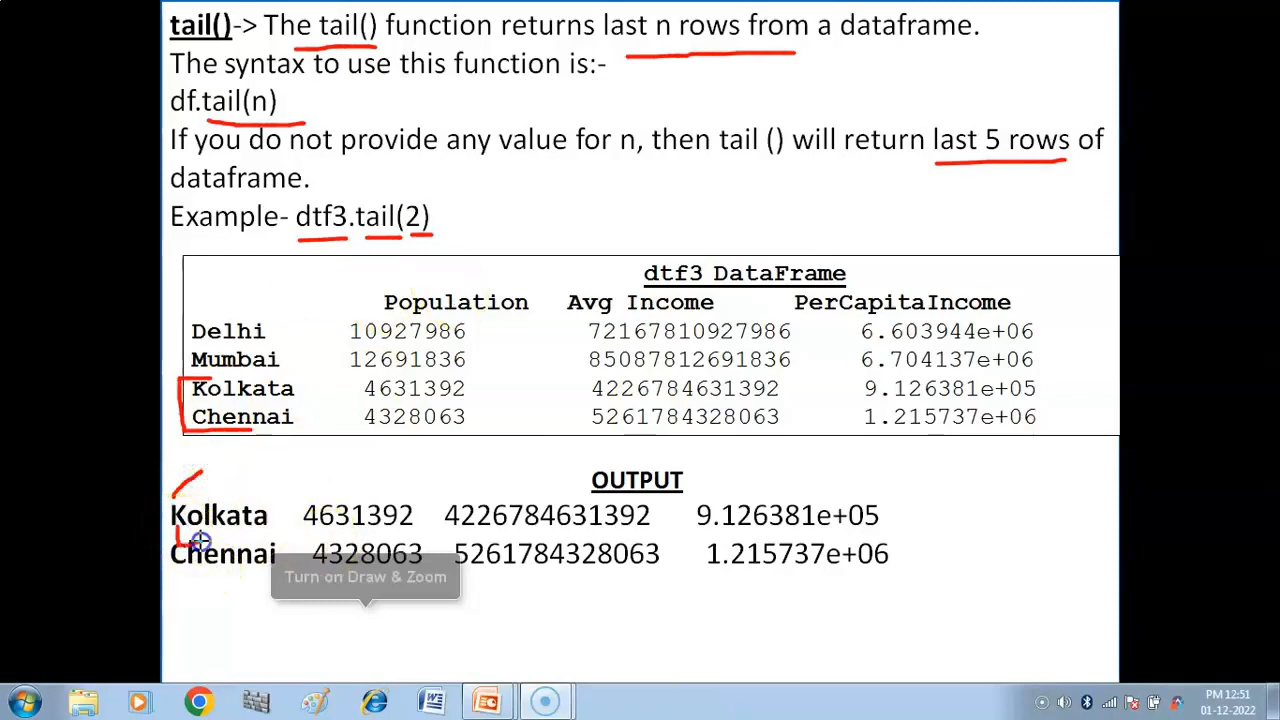 tail()-> The tail() function returns last n rows from a dataframe.
The syntax to use this function is:-
df.tail(n)
If you do not provide any value for n, then tail () will return last 5 rows of
dataframe.
Example- dtf3.tail(2)
dtf3 DataFrame
Population Avg Income PerCapitaIncome
Delhi 10927986 72167810927986 6.603944e+06
Mumbai 12691836 85087812691836 6.704137e+06
Kolkata 4631392 4226784631392 9.126381e+05
Chennai 4328063 5261784328063 1.215737e+06
OUTPUT
Kolkata 4631392 4226784631392 9.126381e+05
Chennai 4328063 5261784328063 1.215737e+06
Turn on Draw & Zoom
PM 12:51
01-12-2022